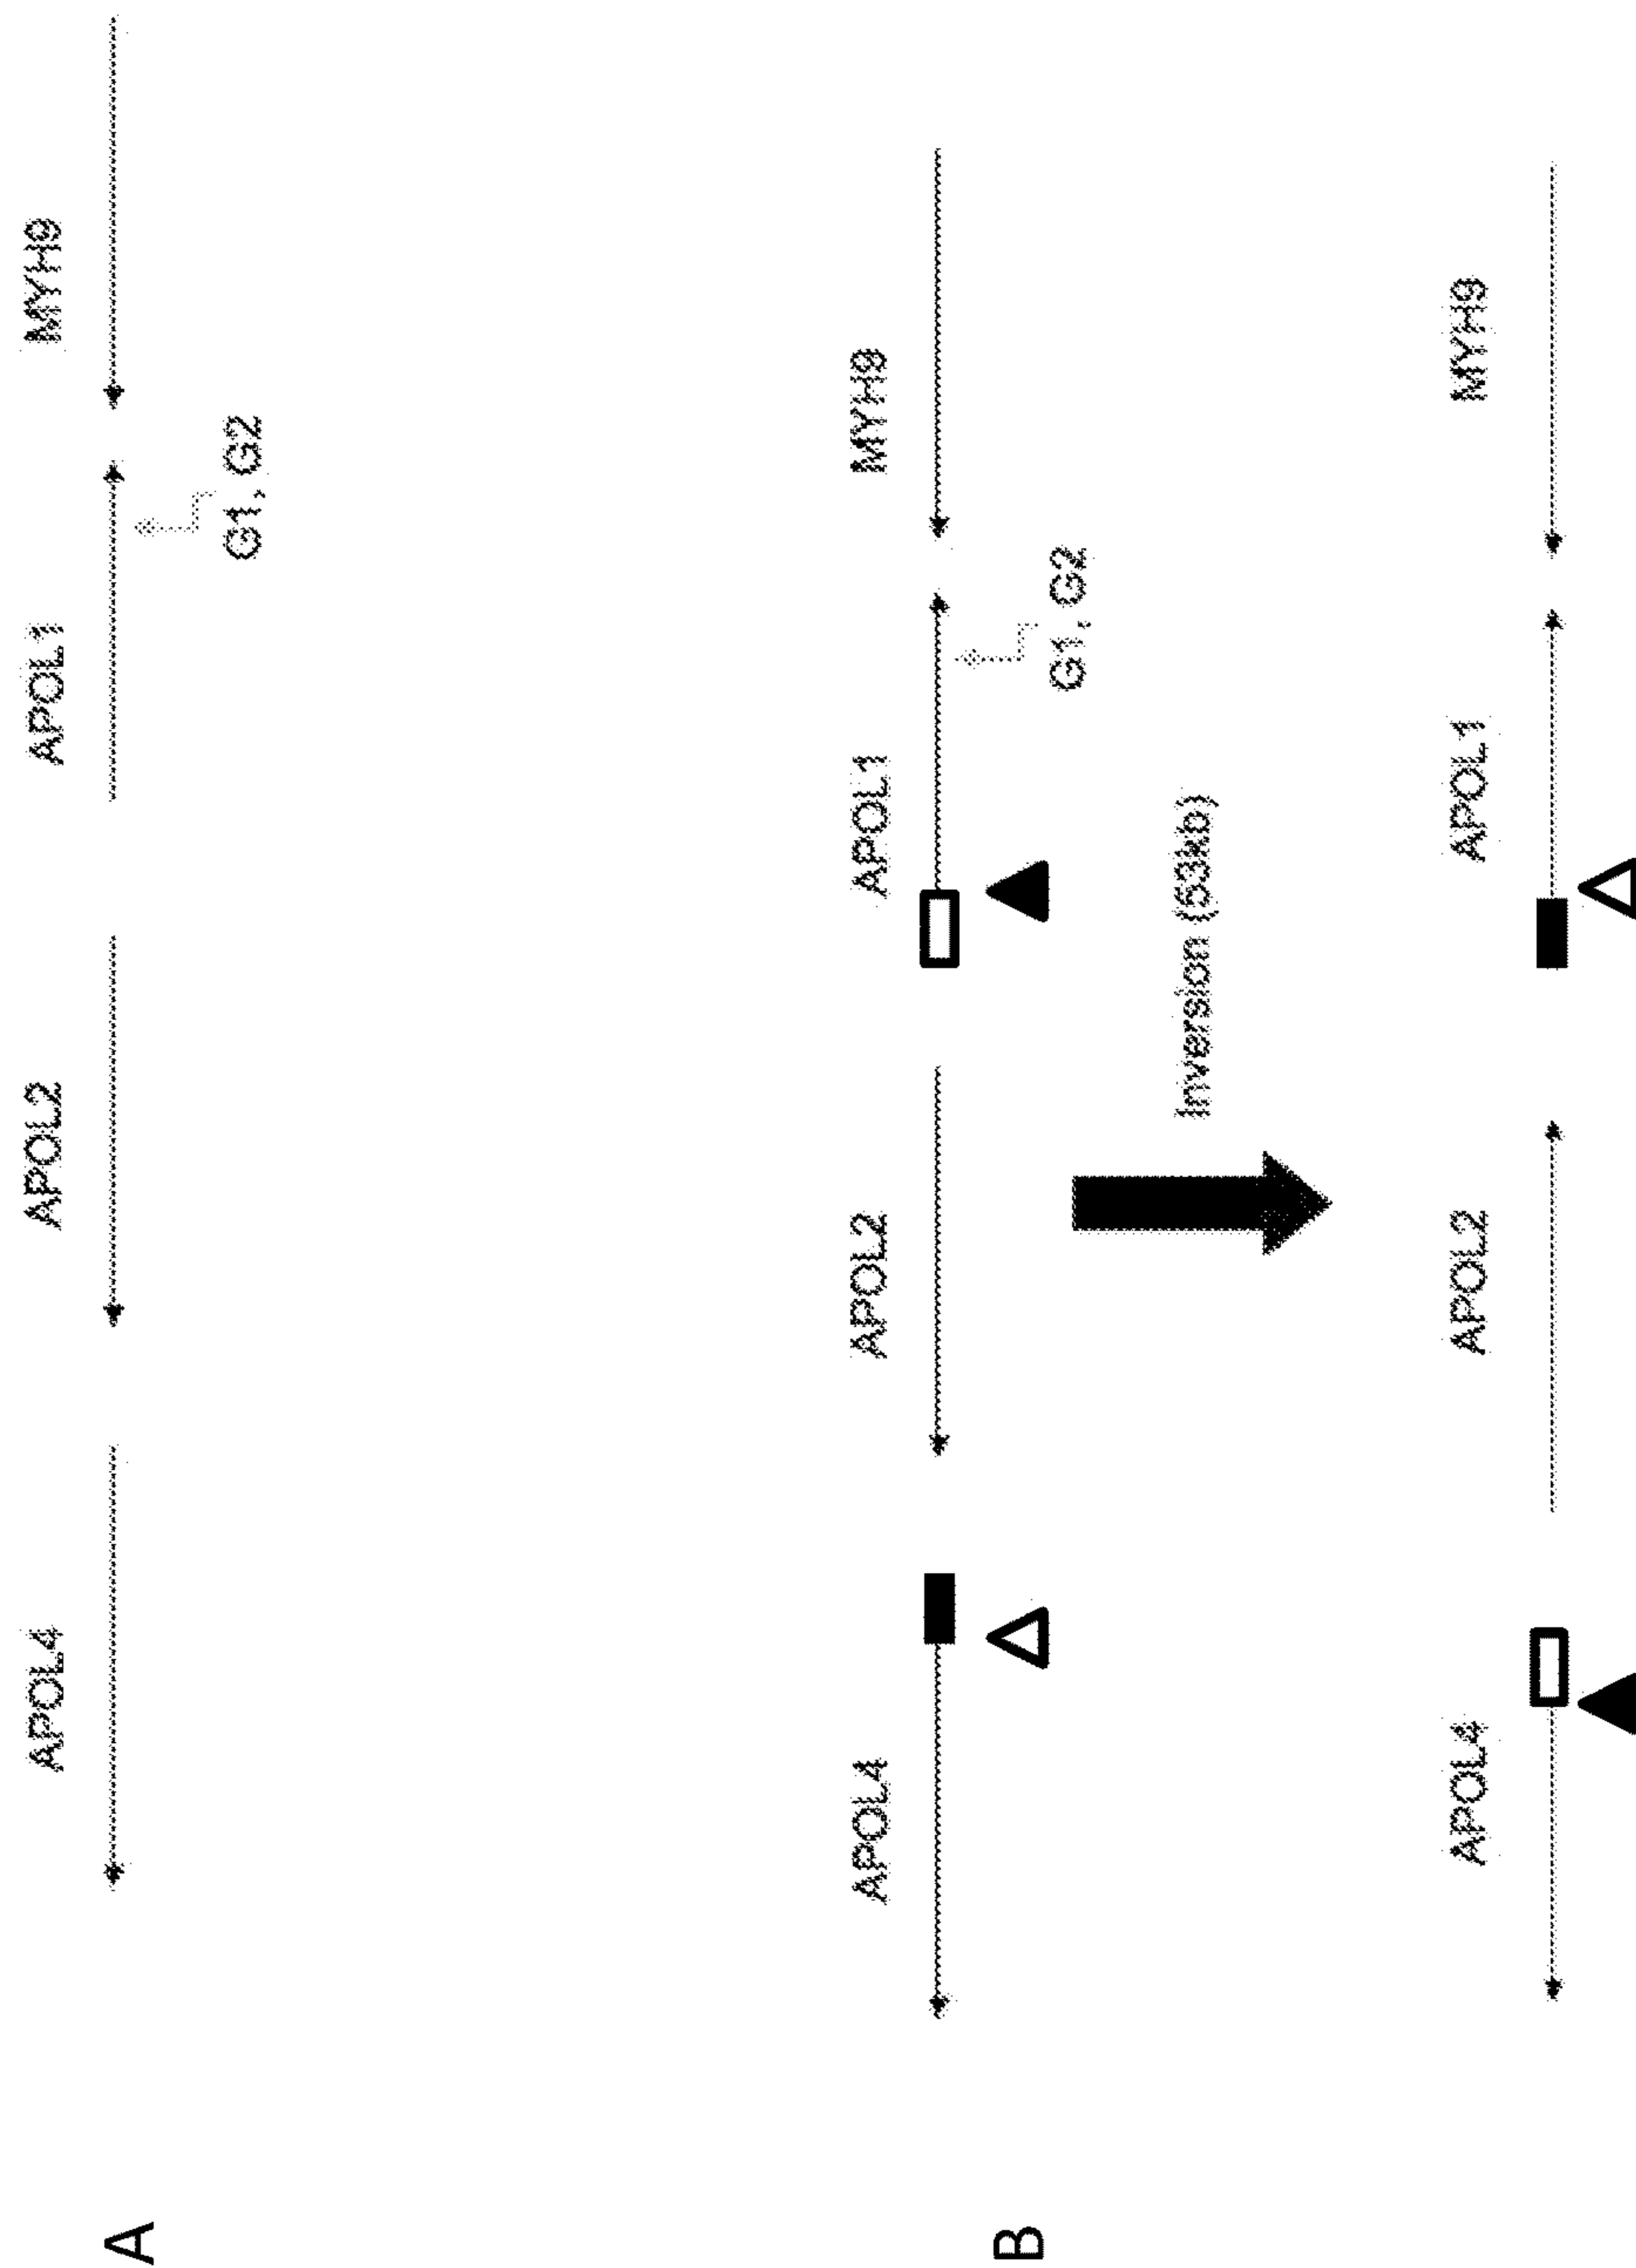 A
APOL4 APOL2 APOL1 MYH9
G1, G2
B
APOL4 APOL2 APOL1 MYH9
G1, G2
Inversion (53kb)
APOL4 APOL2 APOL1 MYH9